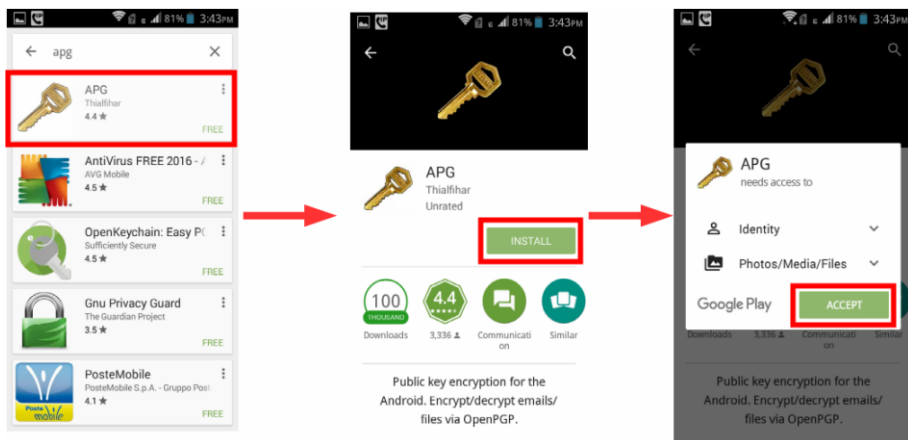 81% 3:43PM
apg
APG
Thialfihar
4.4 ★
FREE
AntiVirus FREE 2016 - A
AVG Mobile
4.5 ★
FREE
OpenKeychain: Easy P
Sufficiently Secure
4.5 ★
FREE
Gnu Privacy Guard
The Guardian Project
3.5 ★
FREE
PosteMobile
PosteMobile S.p.A. - Gruppo Post
4.1 ★
Poste
mobile
FREE
81% 3:43PM
APG
Thialfihar
Unrated
INSTALL
100
THOUSAND
Downloads
4.4
3,336
Communicati
on
Similar
Public key encryption for the
Android. Encrypt/decrypt emails/
files via OpenPGP.
81% 3:43PM
APG
needs access to
Identity
Photos/Media/Files
Google Play
ACCEPT
Downloads
3,336
Communicati
on
Similar
Public key encryption for the
Android. Encrypt/decrypt emails/
files via OpenPGP.